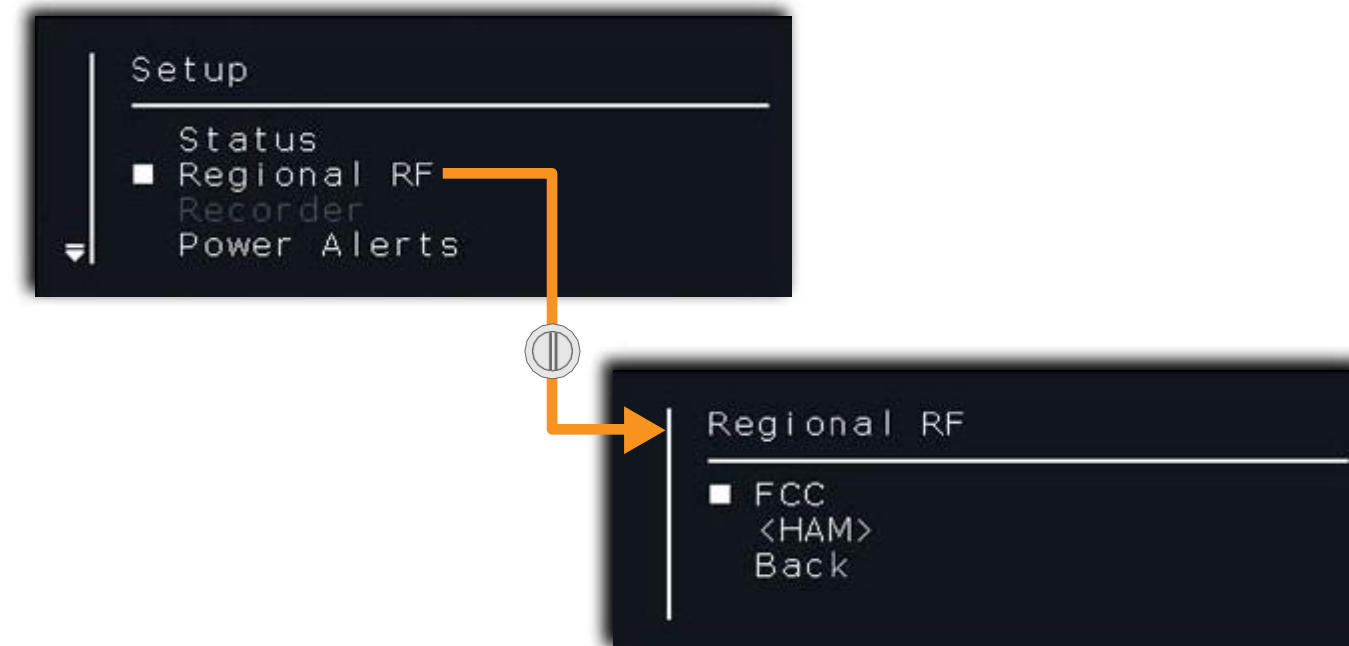 Setup
Status
Regional RF
Recorder
Power Alerts
Regional RF
FCC
<HAM>
Back